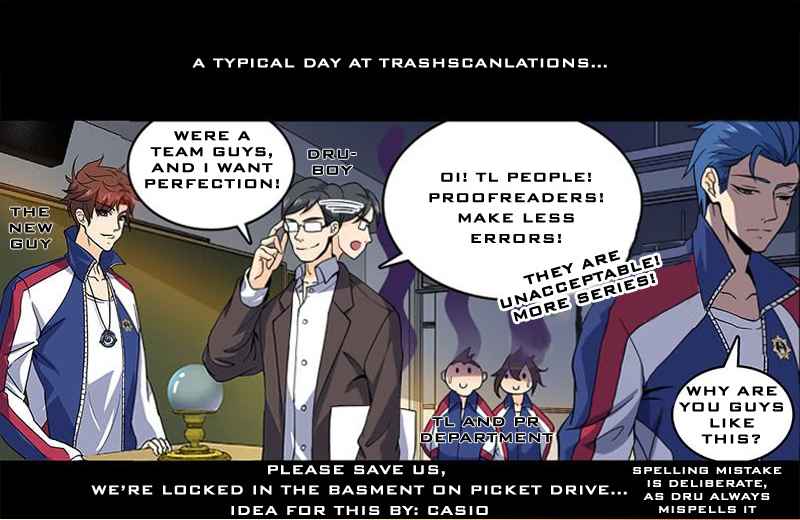 A TYPICAL DAY AT TRASHSCANLATIONS...
WERE A
TEAM GUYS,
AND I WANT
PERFECTION!
DRU-
BOY
THE
NEW
GUY
OI! TL PEOPLE!
PROOFREADERS!
MAKE LESS
ERRORS!
THEY ARE
UNACCEPTABLE!
MORE SERIES!
TL AND PR
DEPARTMENT
WHY ARE
YOU GUYS
LIKE
THIS?
PLEASE SAVE US,
WE'RE LOCKED IN THE BASMENT ON PICKET DRIVE...
IDEA FOR THIS BY: CASIO
SPELLING MISTAKE
IS DELIBERATE,
AS DRU ALWAYS
MISPELLS IT